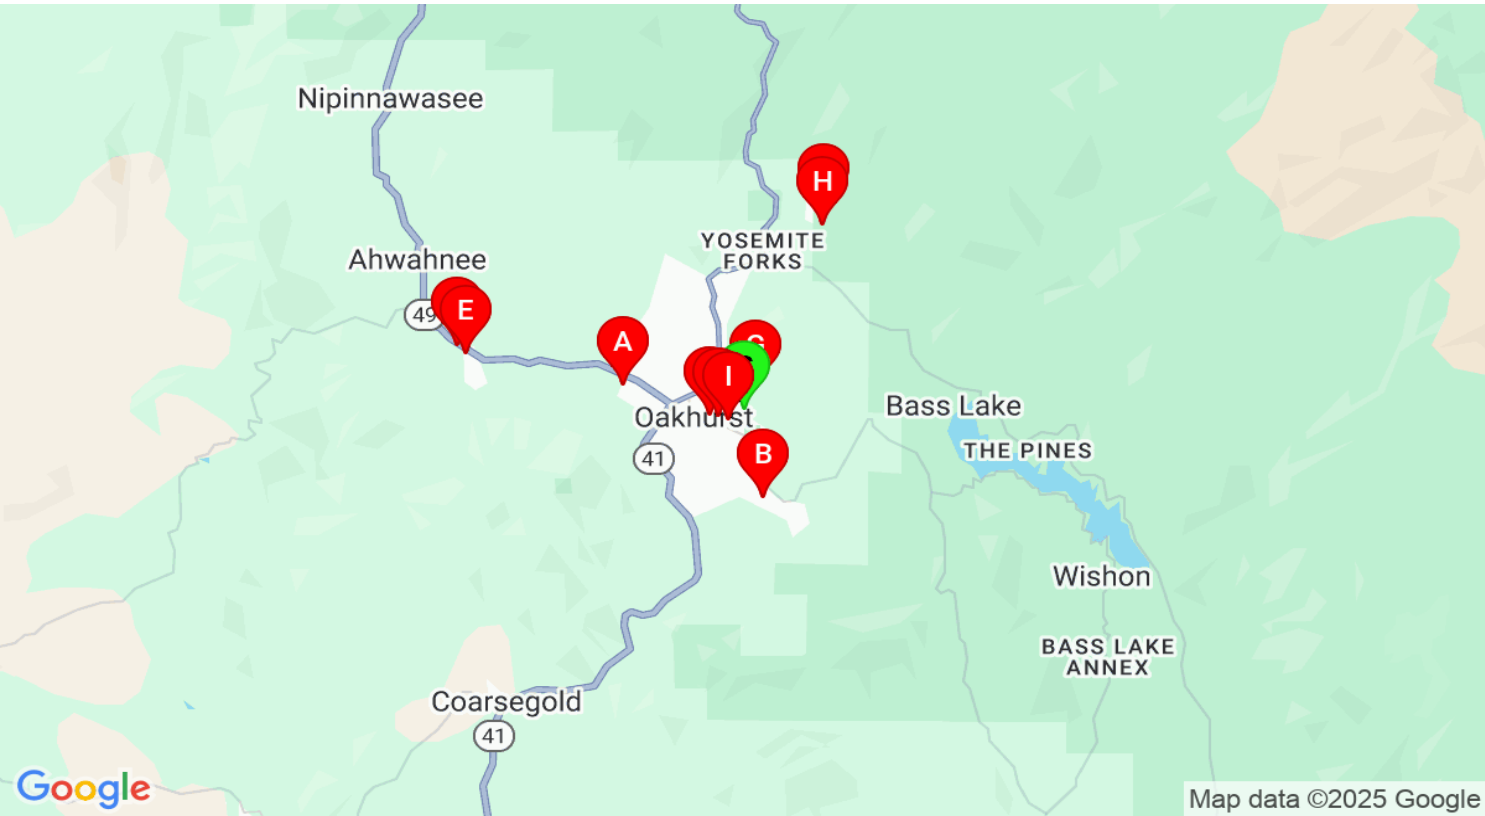 Nipinnawasee
H
YOSEMITE
FORKS
Ahwahnee
49
E
A
G
I
Oakhurst
Bass Lake
41
B
THE PINES
Wishon
BASS LAKE
ANNEX
Coarsegold
41
Google
Map data ©2025 Google